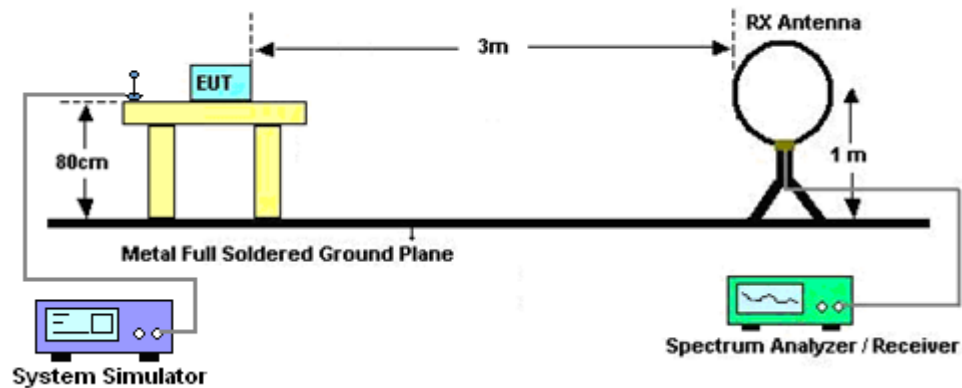 RX Antenna
3m
EUT
80cm
1 m
Metal Full Soldered Ground Plane
System Simulator
Spectrum Analyzer / Receiver